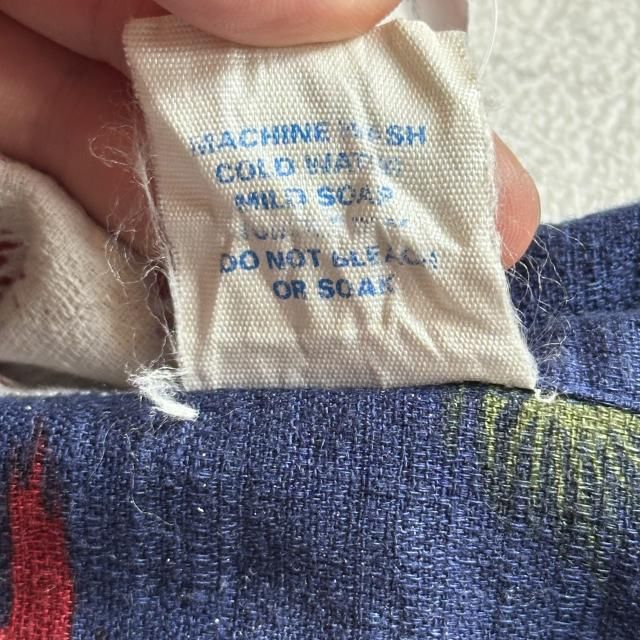 MACHINE WASH
COLD WATER
MILD SOAP
DO NOT BLEACH
OR SOAK